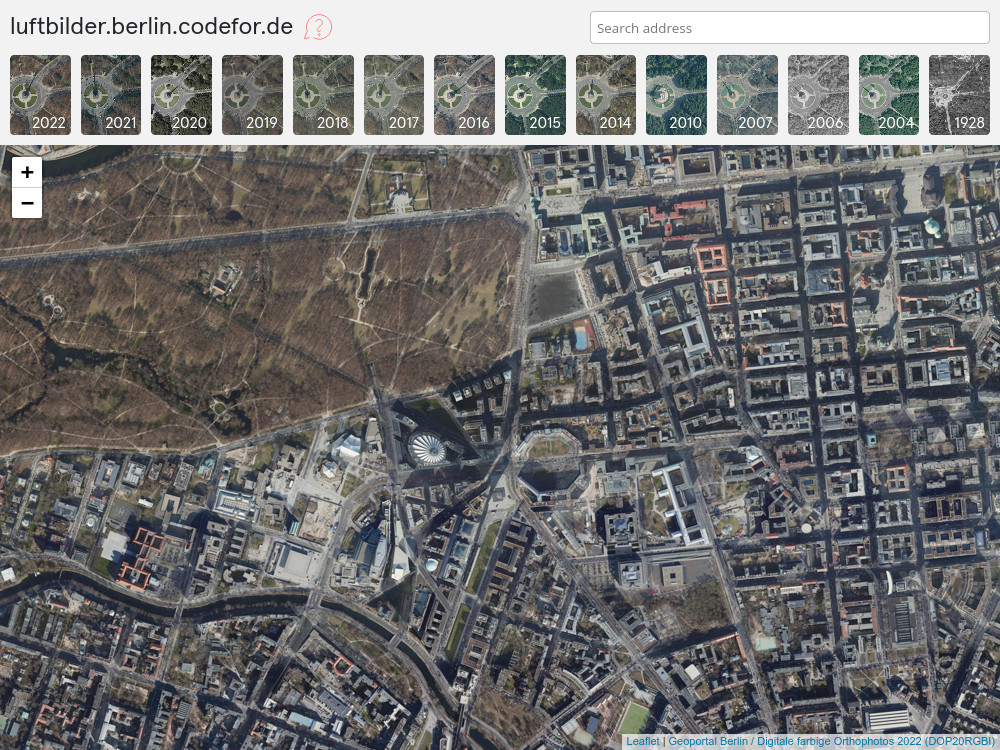 luftbilder.berlin.codefor.de
?
Search address
2022 2021 2020 2019 2018 2017 2016 2015 2014 2010 2007 2006 2004 1928
+
−
Leaflet | Geoportal Berlin / Digitale farbige Orthophotos 2022 (DOP20RGBI)